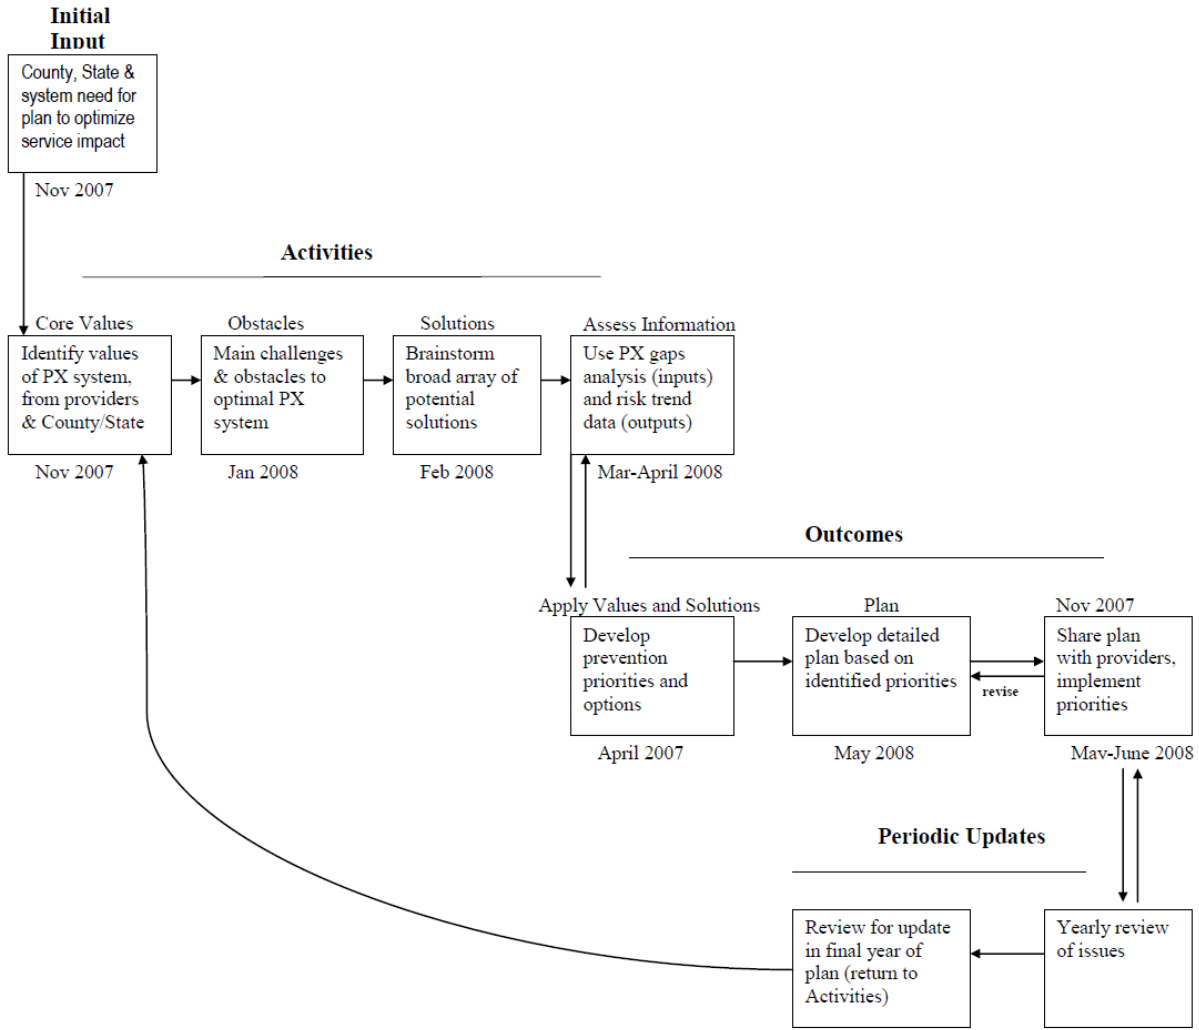 Initial
Input
County, State &
system need for
plan to optimize
service impact
Nov 2007
Activities
Core Values
Identify values
of PX system,
from providers
& County/State
Nov 2007
Obstacles
Main challenges
& obstacles to
optimal PX
system
Jan 2008
Solutions
Brainstorm
broad array of
potential
solutions
Feb 2008
Assess Information
Use PX gaps
analysis (inputs)
and risk trend
data (outputs)
Mar-April 2008
Outcomes
Apply Values and Solutions
Develop
prevention
priorities and
options
April 2007
Plan
Develop detailed
plan based on
identified priorities
May 2008
revise
Nov 2007
Share plan
with providers,
implement
priorities
May-June 2008
Periodic Updates
Review for update
in final year of
plan (return to
Activities)
Yearly review
of issues